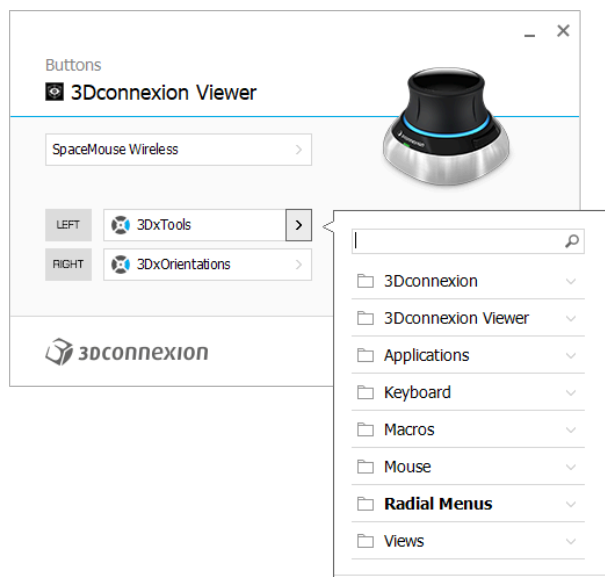 Buttons
3Dconnexion Viewer
SpaceMouse Wireless
LEFT 3DxTools
RIGHT 3DxOrientations
3Dconnexion
3Dconnexion
3Dconnexion Viewer
Applications
Keyboard
Macros
Mouse
Radial Menus
Views